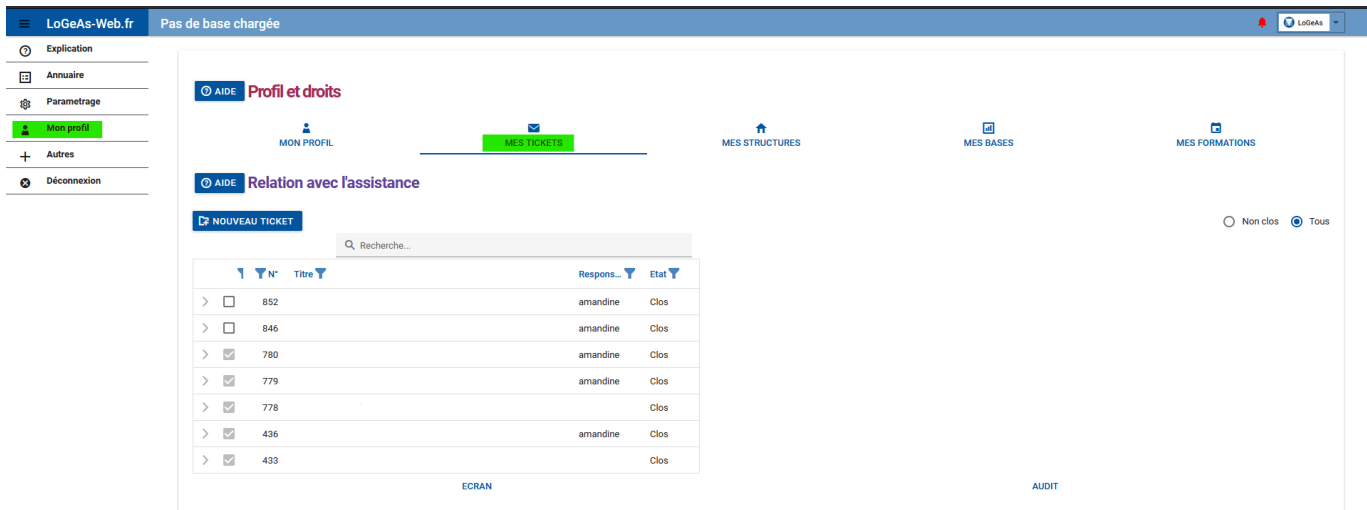 LoGeAs-Web.fr Pas de base chargée LoGeAs
Explication
Annuaire
Parametrage
Mon profil
Autres
Déconnexion
AIDE Profil et droits
MON PROFIL MES TICKETS MES STRUCTURES MES BASES MES FORMATIONS
AIDE Relation avec l'assistance
NOUVEAU TICKET Non clos Tous
Recherche...
N° Titre Respons... Etat
852 amandine Clos
846 amandine Clos
780 amandine Clos
779 amandine Clos
778 Clos
436 amandine Clos
433 Clos
ECRAN AUDIT